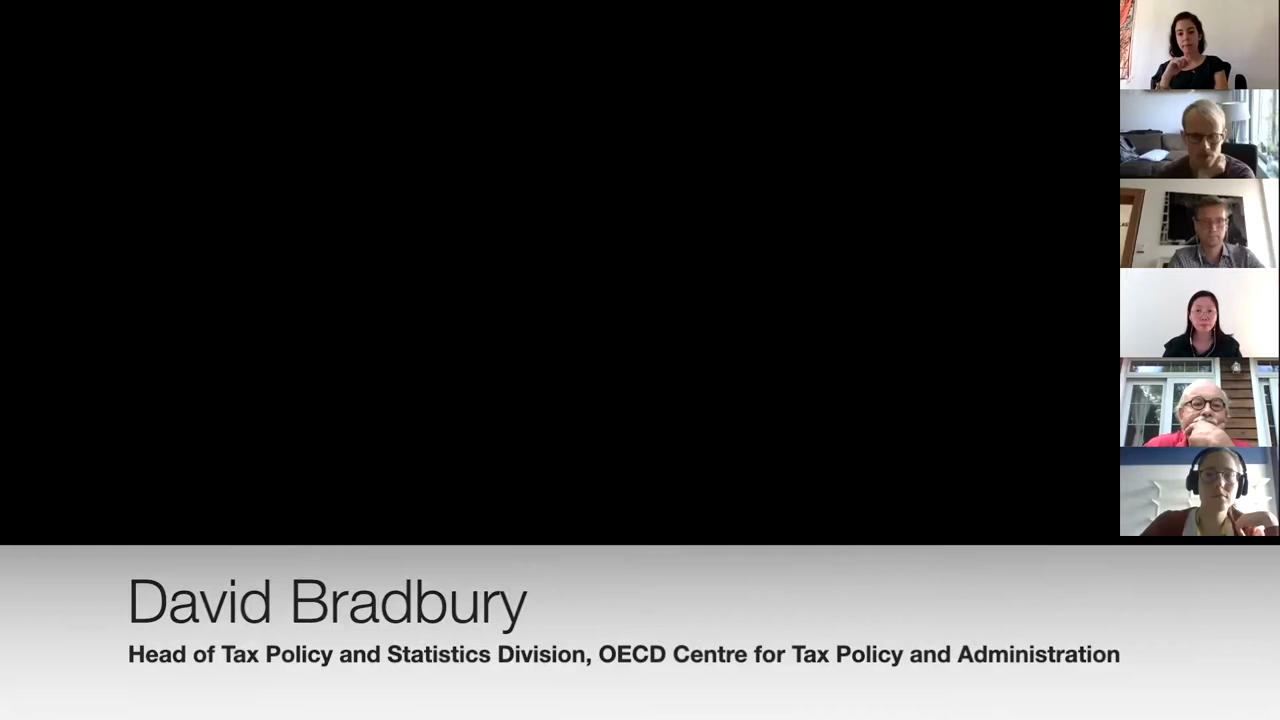 David Bradbury
Head of Tax Policy and Statistics Division, OECD Centre for Tax Policy and Administration